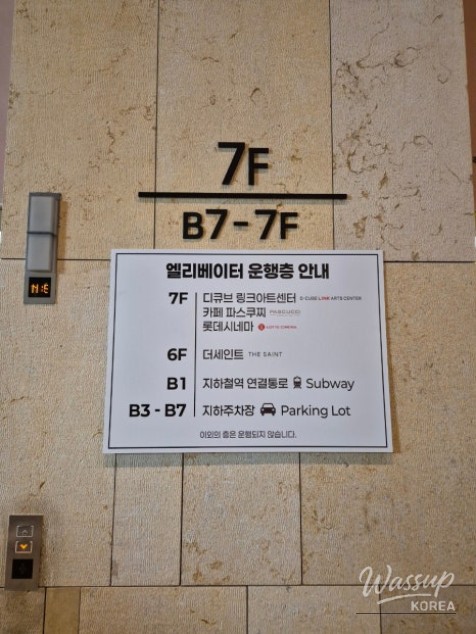 7F
B7-7F
엘리베이터 운행층 안내
7F 디큐브 링크아트센터 D-CUBE LINK ARTS CENTER
카페 파스쿠찌
롯데시네마 LOTTE CINEMA
6F 더세인트 THE SAINT
B1 지하철역 연결통로 Subway
B3 - B7 지하주차장 Parking Lot
이외의 층은 운행되지 않습니다.
Wassup
KOREA